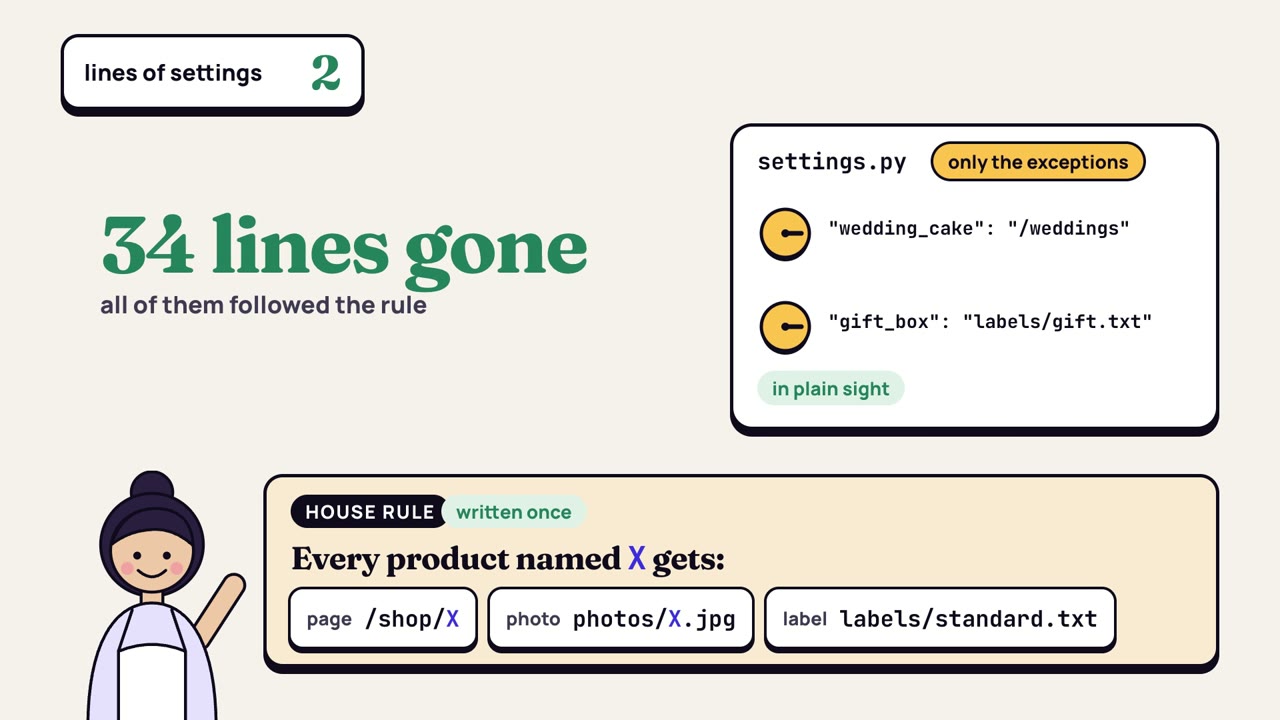 lines of settings 2
settings.py only the exceptions
"wedding_cake": "/weddings"
"gift_box": "labels/gift.txt"
in plain sight
34 lines gone
all of them followed the rule
HOUSE RULE written once
Every product named X gets:
page /shop/X photo photos/X.jpg label labels/standard.txt